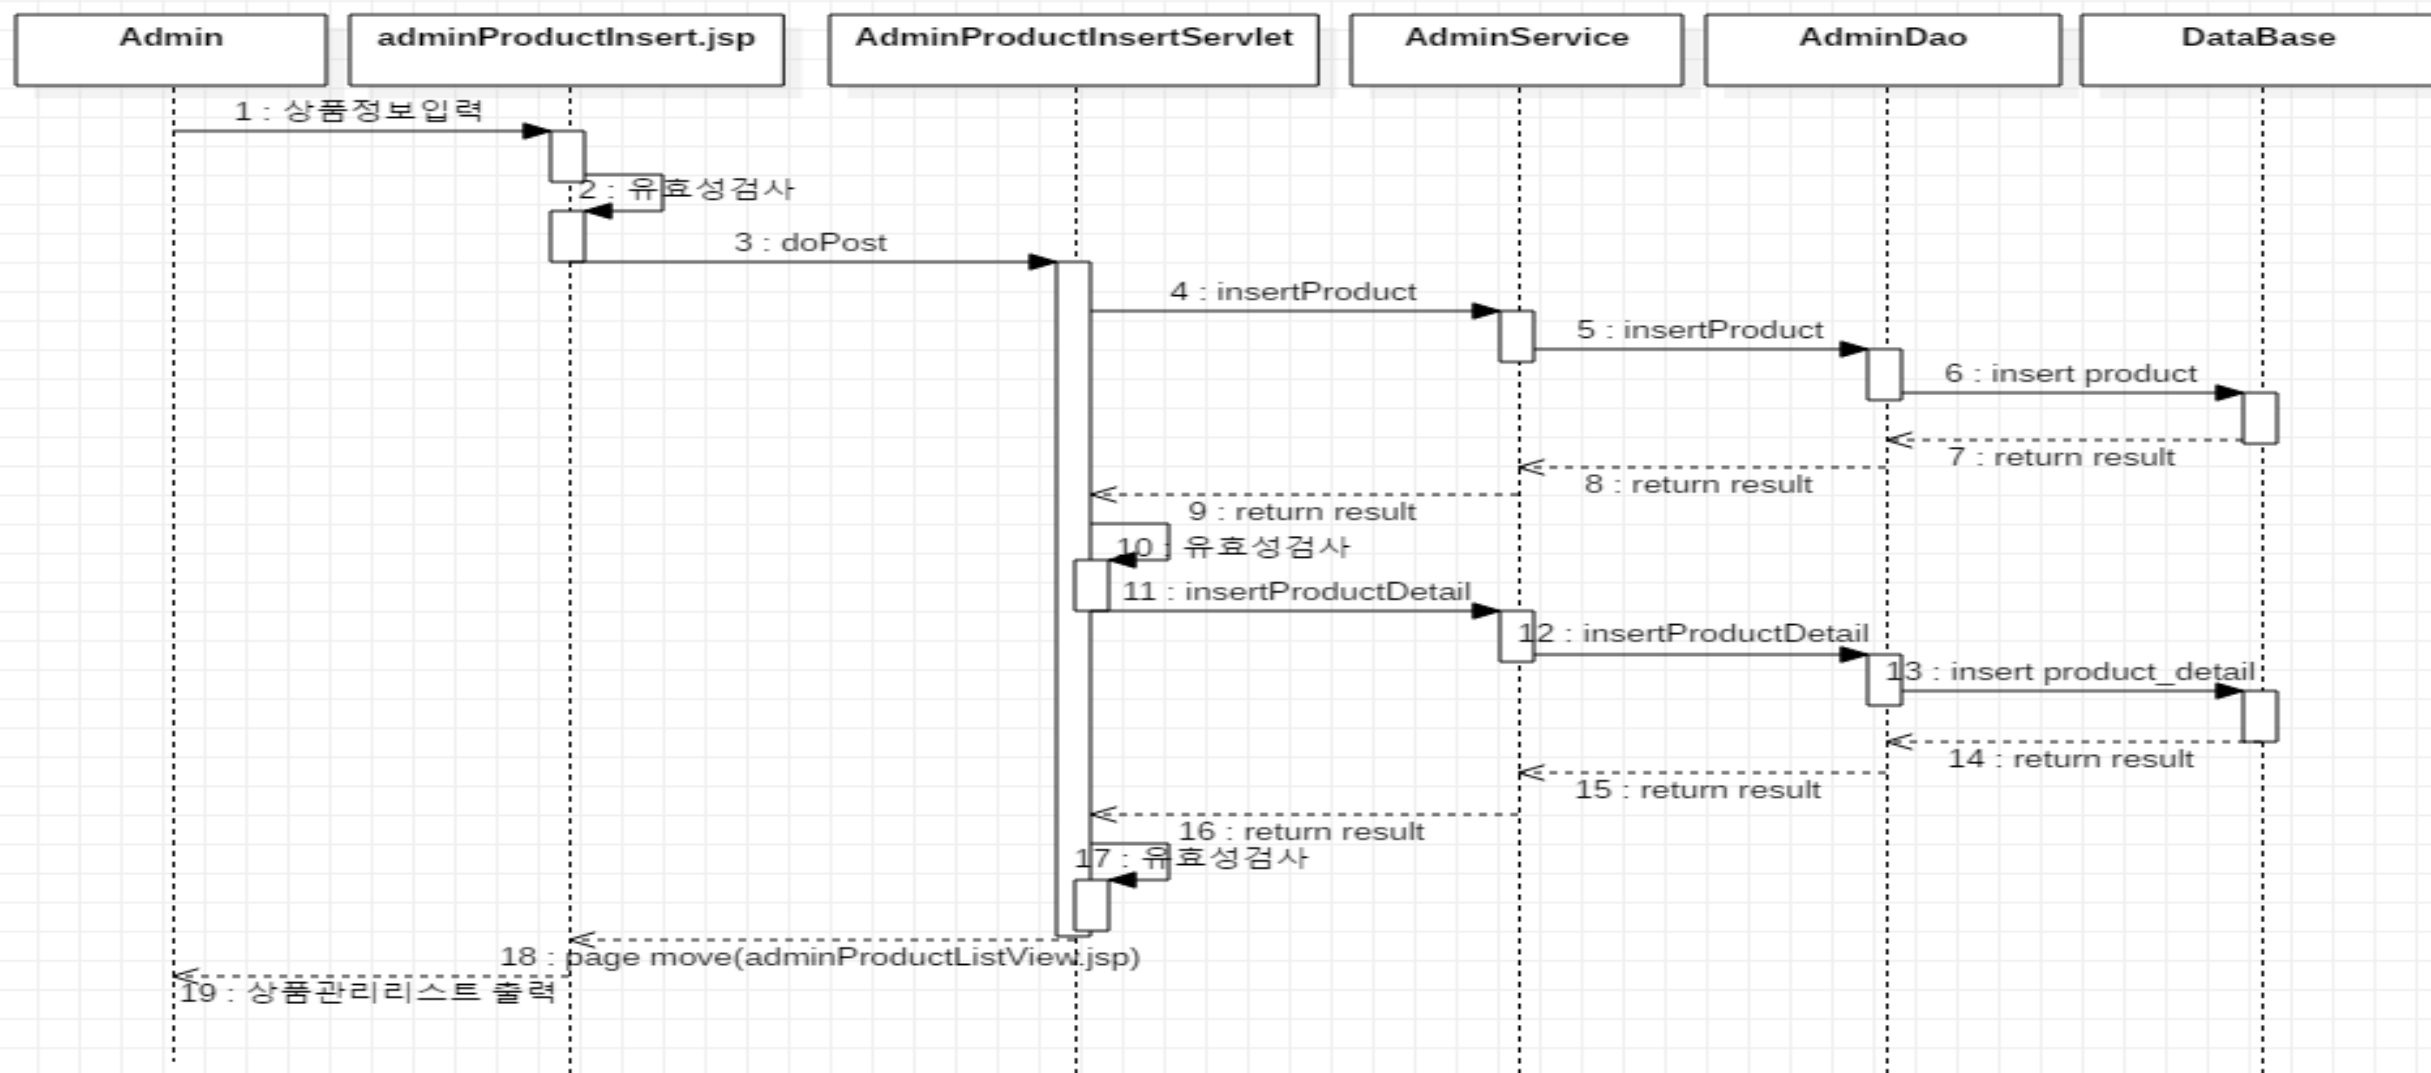 Admin
adminProductInsert.jsp
AdminProductInsertServlet
AdminService
AdminDao
DataBase
1 : 상품정보입력
2 : 유효성검사
3 : doPost
4 : insertProduct
5 : insertProduct
6 : insert product
7 : return result
8 : return result
9 : return result
10 : 유효성검사
11 : insertProductDetail
12 : insertProductDetail
13 : insert product_detail
14 : return result
15 : return result
16 : return result
17 : 유효성검사
18 : page move(adminProductListView.jsp)
19 : 상품관리리스트 출력